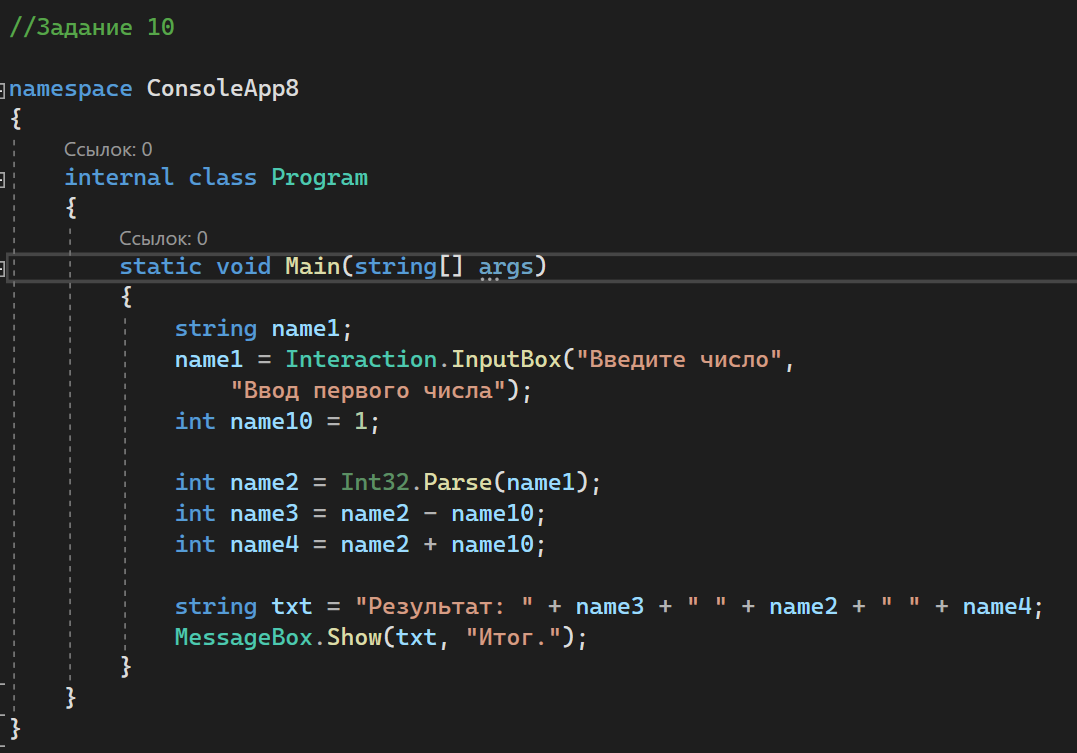 //Задание 10
namespace ConsoleApp8
{
Ссылок: 0
internal class Program
{
Ссылок: 0
static void Main(string[] args)
{
string name1;
name1 = Interaction.InputBox("Введите число",
"Ввод первого числа");
int name10 = 1;
int name2 = Int32.Parse(name1);
int name3 = name2 - name10;
int name4 = name2 + name10;
string txt = "Результат: " + name3 + " " + name2 + " " + name4;
MessageBox.Show(txt, "Итог.");
}
}
}